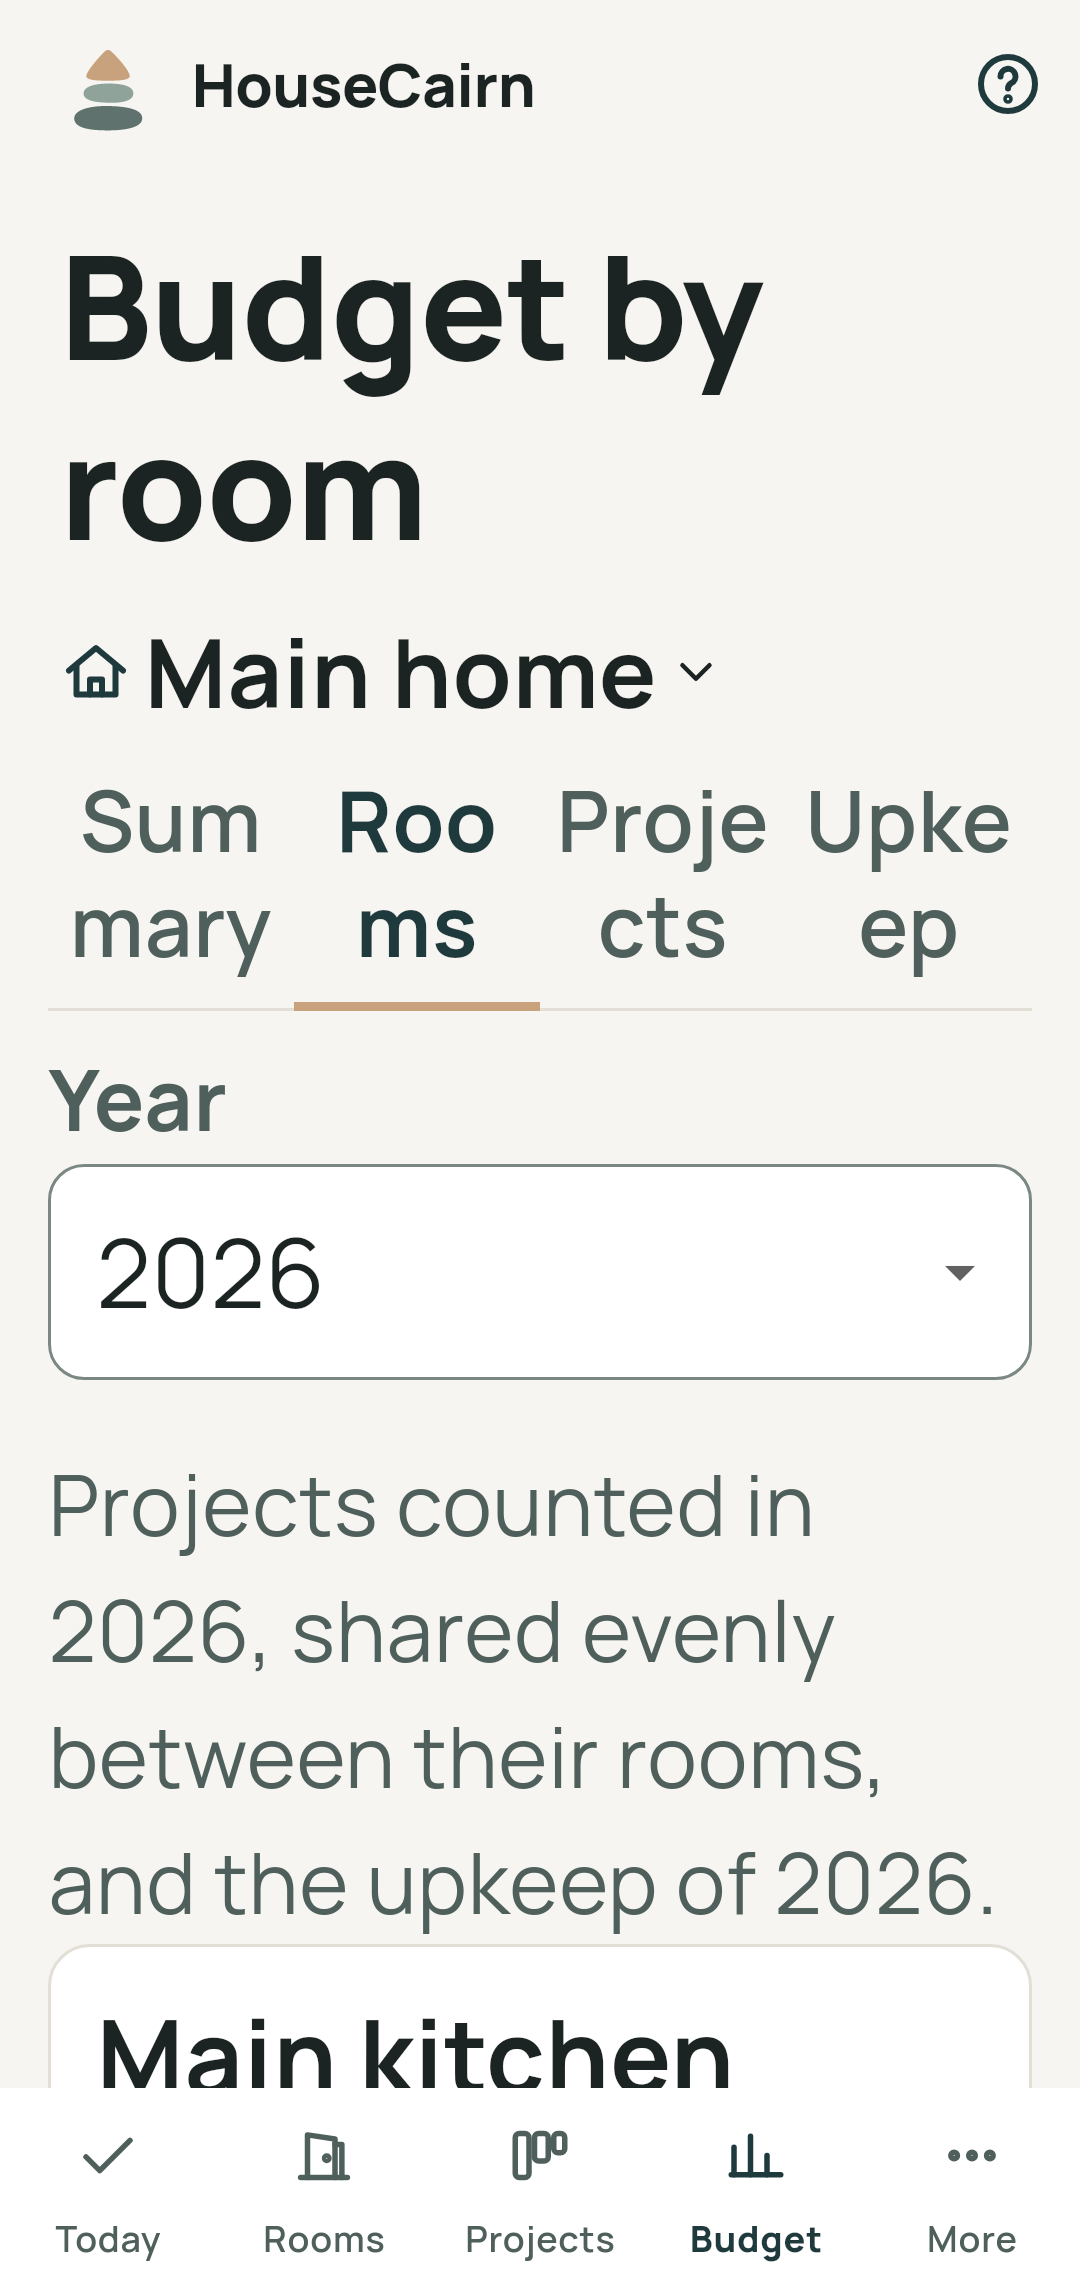 HouseCairn
Budget by
room
Main home
Sum
mary
Roo
ms
Proje
cts
Upke
ep
Year
2026
Projects counted in
2026, shared evenly
between their rooms,
and the upkeep of 2026.
Main kitchen
Today
Rooms
Projects
Budget
More